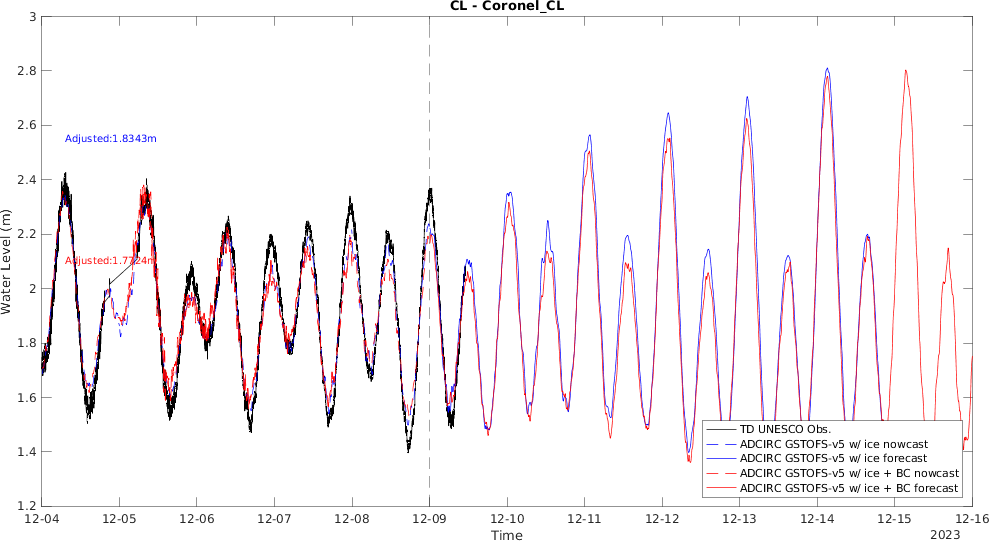 CL - Coronel_CL
3
2.8
2.6
2.4
2.2
2
1.8
1.6
1.4
1.2
Water Level (m)
Adjusted:1.8343m
Adjusted:1.7724m
TD UNESCO Obs.
ADCIRC GSTOFS-v5 w/ ice nowcast
ADCIRC GSTOFS-v5 w/ ice forecast
ADCIRC GSTOFS-v5 w/ ice + BC nowcast
ADCIRC GSTOFS-v5 w/ ice + BC forecast
12-04 12-05 12-06 12-07 12-08 12-09 12-10 12-11 12-12 12-13 12-14 12-15 12-16
Time
2023